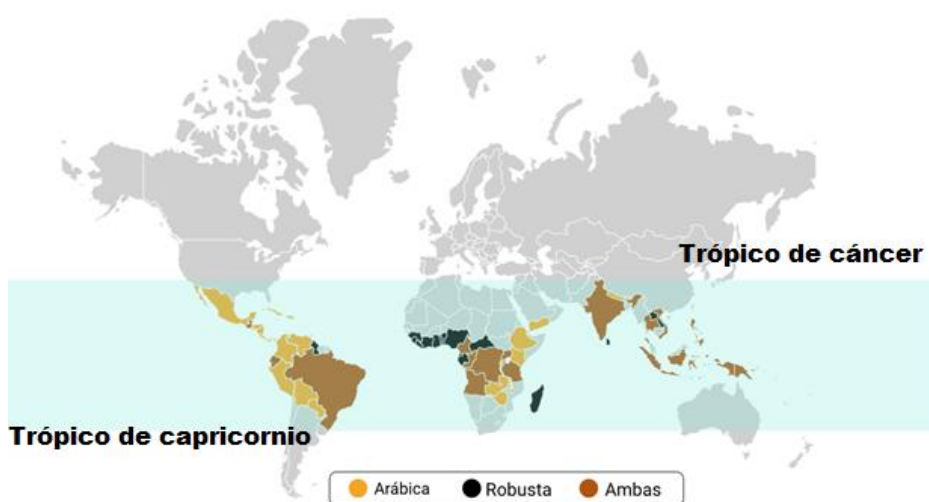 Trópico de cáncer
Trópico de capricornio
Arábica Robusta Ambas